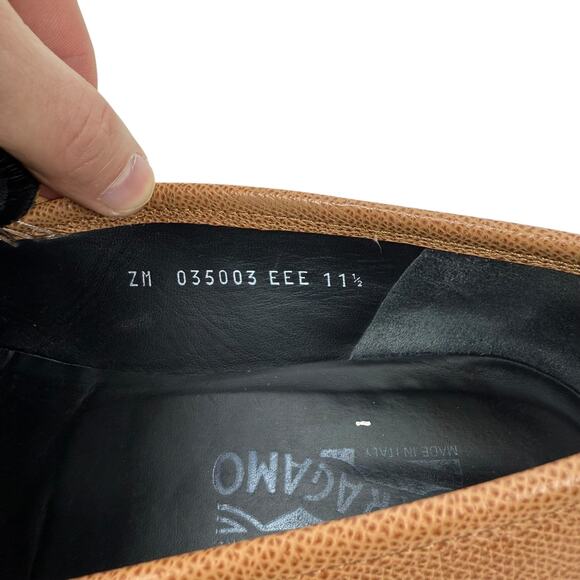 ZM 035003 EEE 11½
RAGAMO
MADE IN ITALY